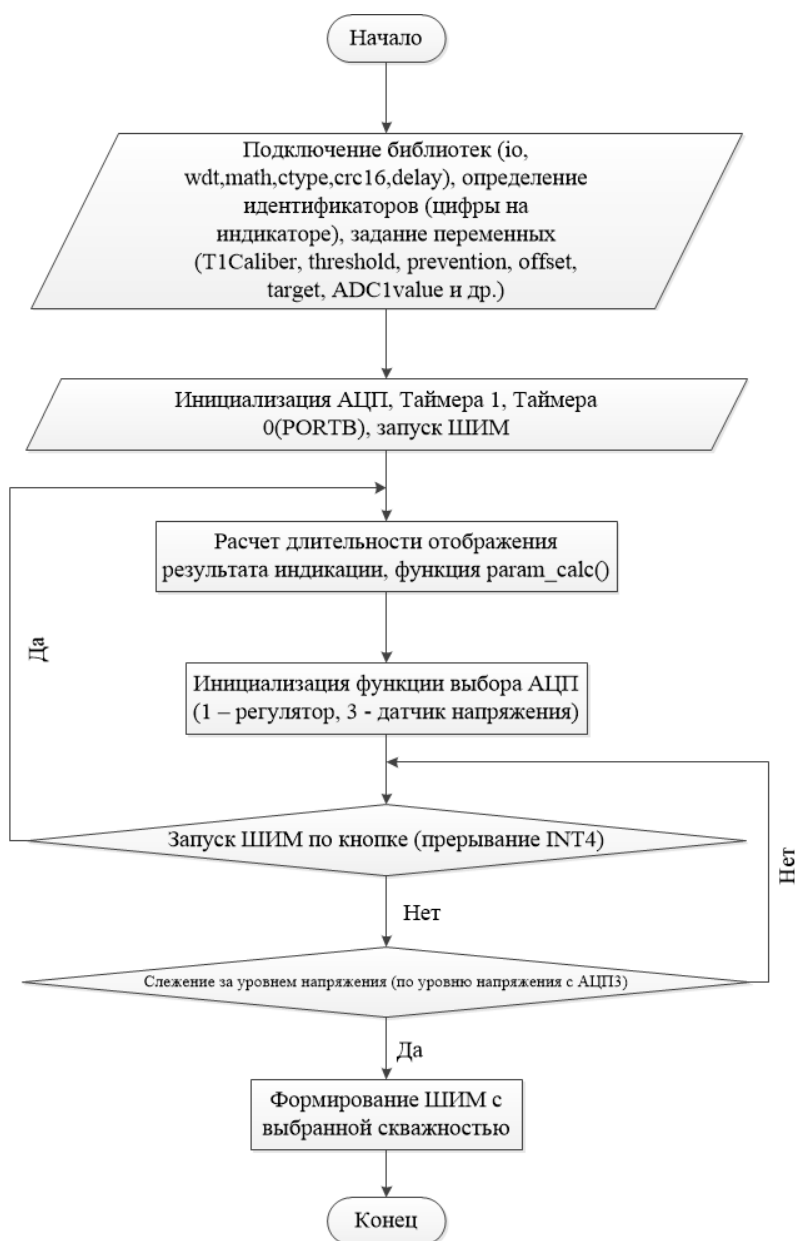 Начало
Подключение библиотек (io,
wdt,math,ctype,crc16,delay), определение
идентификаторов (цифры на
индикаторе), задание переменных
(T1Caliber, threshold, prevention, offset,
target, ADC1value и др.)
Инициализация АЦП, Таймера 1, Таймера
0(PORTB), запуск ШИМ
Расчет длительности отображения
результата индикации, функция param_calc()
Да
Инициализация функции выбора АЦП
(1 – регулятор, 3 - датчик напряжения)
Запуск ШИМ по кнопке (прерывание INT4)
Нет
Нет
Слежение за уровнем напряжения (по уровню напряжения с АЦП3)
Да
Формирование ШИМ с
выбранной скважностью
Конец